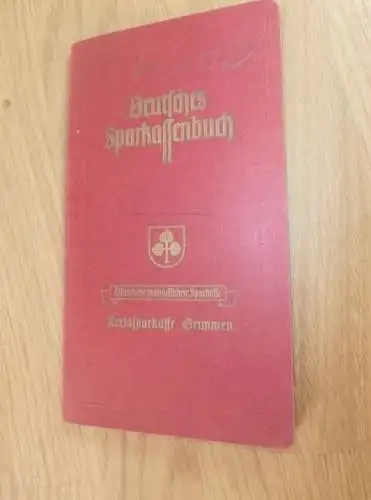 Deutsches
Sparkassenbuch
Kreissparkasse Grimmen